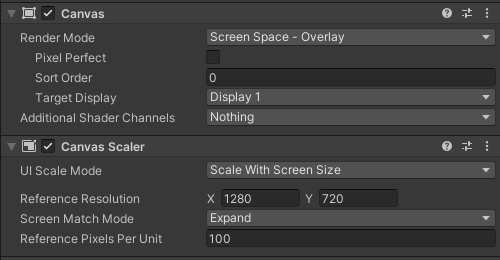 Canvas
Render Mode Screen Space - Overlay
Pixel Perfect
Sort Order 0
Target Display Display 1
Additional Shader Channels Nothing
Canvas Scaler
UI Scale Mode Scale With Screen Size
Reference Resolution X 1280 Y 720
Screen Match Mode Expand
Reference Pixels Per Unit 100